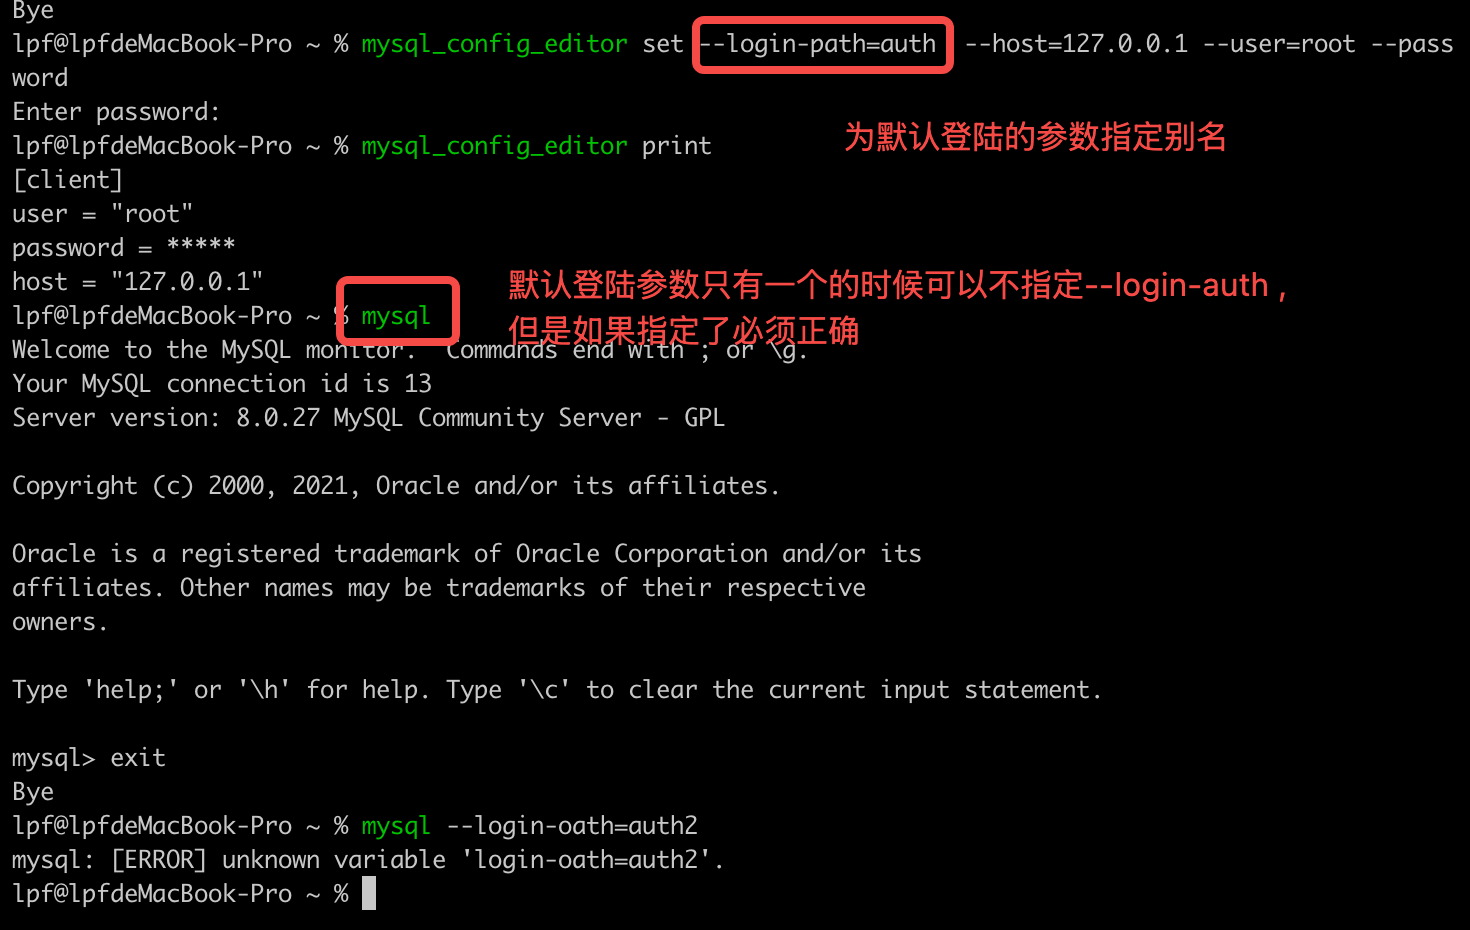 Bye
lpf@lpfdeMacBook-Pro ~ % mysql_config_editor set --login-path=auth --host=127.0.0.1 --user=root --pass
word
Enter password:
lpf@lpfdeMacBook-Pro ~ % mysql_config_editor print
为默认登陆的参数指定别名
[client]
user = "root"
password = *****
host = "127.0.0.1"
默认登陆参数只有一个的时候可以不指定--login-auth ,
lpf@lpfdeMacBook-Pro ~ % mysql
但是如果指定了必须正确
Welcome to the MySQL monitor.  Commands end with ; or \g.
Your MySQL connection id is 13
Server version: 8.0.27 MySQL Community Server - GPL
Copyright (c) 2000, 2021, Oracle and/or its affiliates.
Oracle is a registered trademark of Oracle Corporation and/or its
affiliates. Other names may be trademarks of their respective
owners.
Type 'help;' or '\h' for help. Type '\c' to clear the current input statement.
mysql> exit
Bye
lpf@lpfdeMacBook-Pro ~ % mysql --login-oath=auth2
mysql: [ERROR] unknown variable 'login-oath=auth2'.
lpf@lpfdeMacBook-Pro ~ %